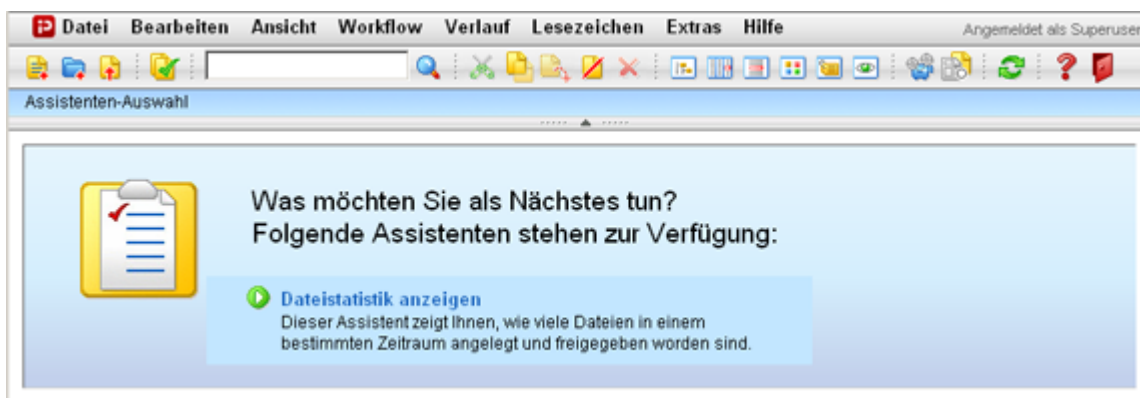 Datei Bearbeiten Ansicht Workflow Verlauf Lesezeichen Extras Hilfe Angemeldet als Superuser
Assistenten-Auswahl
Was möchten Sie als Nächstes tun?
Folgende Assistenten stehen zur Verfügung:
Dateistatistik anzeigen
Dieser Assistent zeigt Ihnen, wie viele Dateien in einem
bestimmten Zeitraum angelegt und freigegeben worden sind.